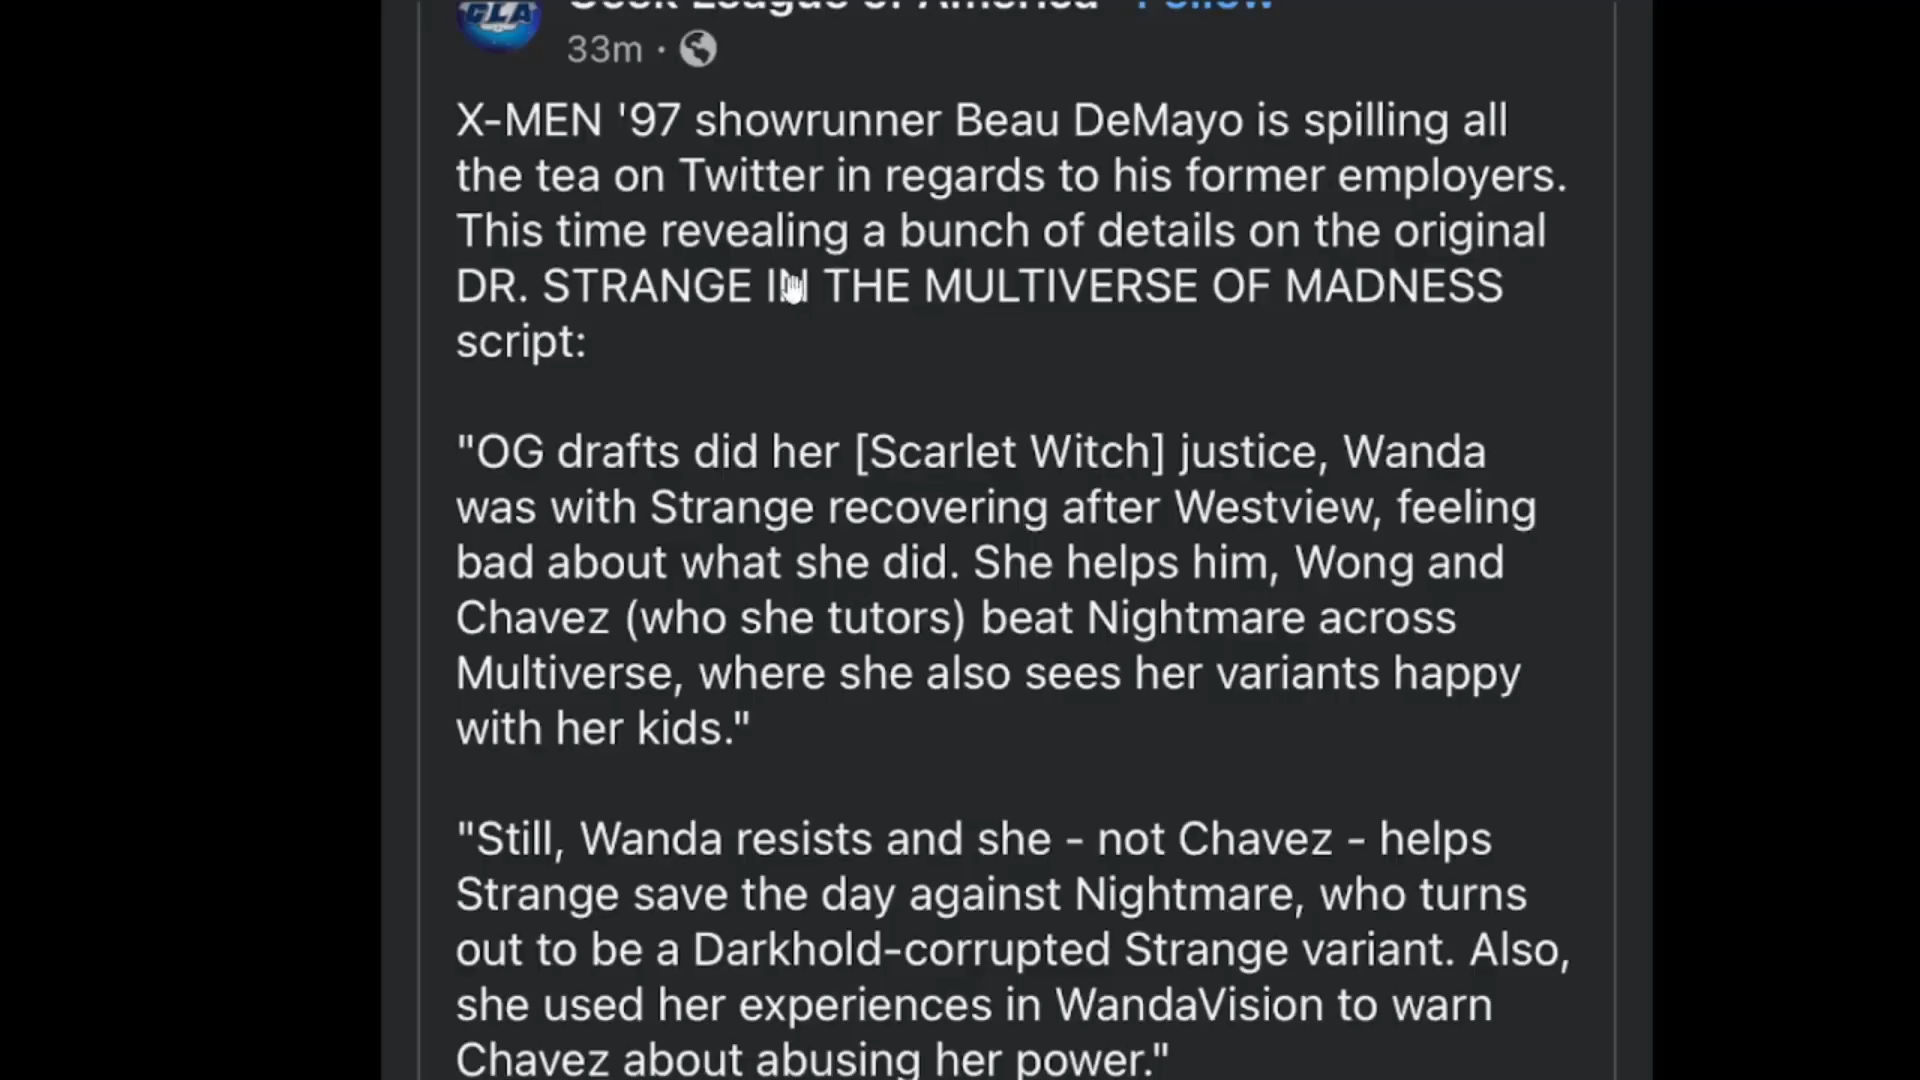 GLA Geek League of America · Follow
33m ·
X-MEN '97 showrunner Beau DeMayo is spilling all
the tea on Twitter in regards to his former employers.
This time revealing a bunch of details on the original
DR. STRANGE IN THE MULTIVERSE OF MADNESS
script:
"OG drafts did her [Scarlet Witch] justice, Wanda
was with Strange recovering after Westview, feeling
bad about what she did. She helps him, Wong and
Chavez (who she tutors) beat Nightmare across
Multiverse, where she also sees her variants happy
with her kids."
"Still, Wanda resists and she - not Chavez - helps
Strange save the day against Nightmare, who turns
out to be a Darkhold-corrupted Strange variant. Also,
she used her experiences in WandaVision to warn
Chavez about abusing her power."